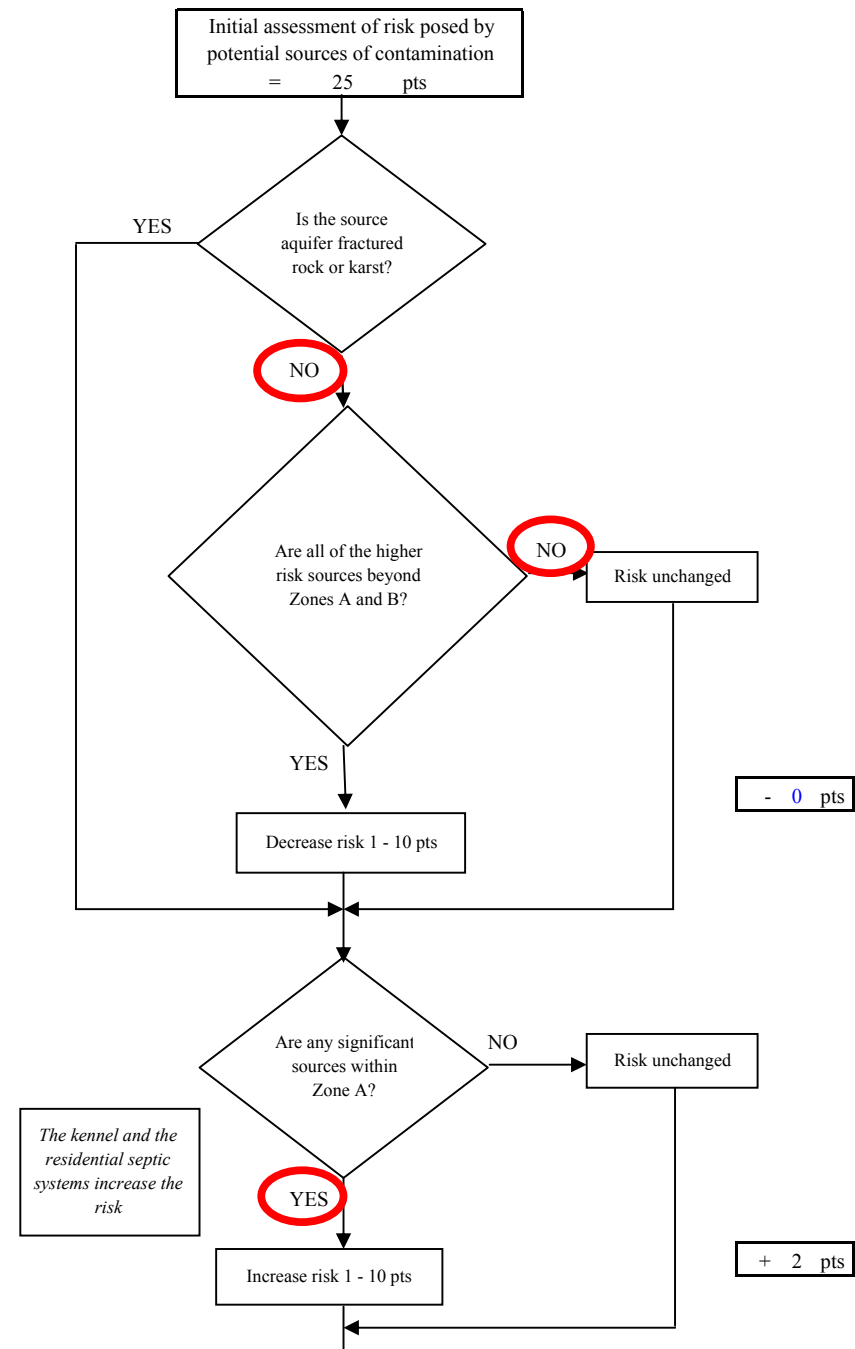 Initial assessment of risk posed by
potential sources of contamination
= 25 pts
YES
Is the source
aquifer fractured
rock or karst?
NO
Are all of the higher
risk sources beyond
Zones A and B?
NO
Risk unchanged
YES
- 0 pts
Decrease risk 1 - 10 pts
Are any significant
sources within
Zone A?
NO
Risk unchanged
The kennel and the
residential septic
systems increase the
risk
YES
+ 2 pts
Increase risk 1 - 10 pts